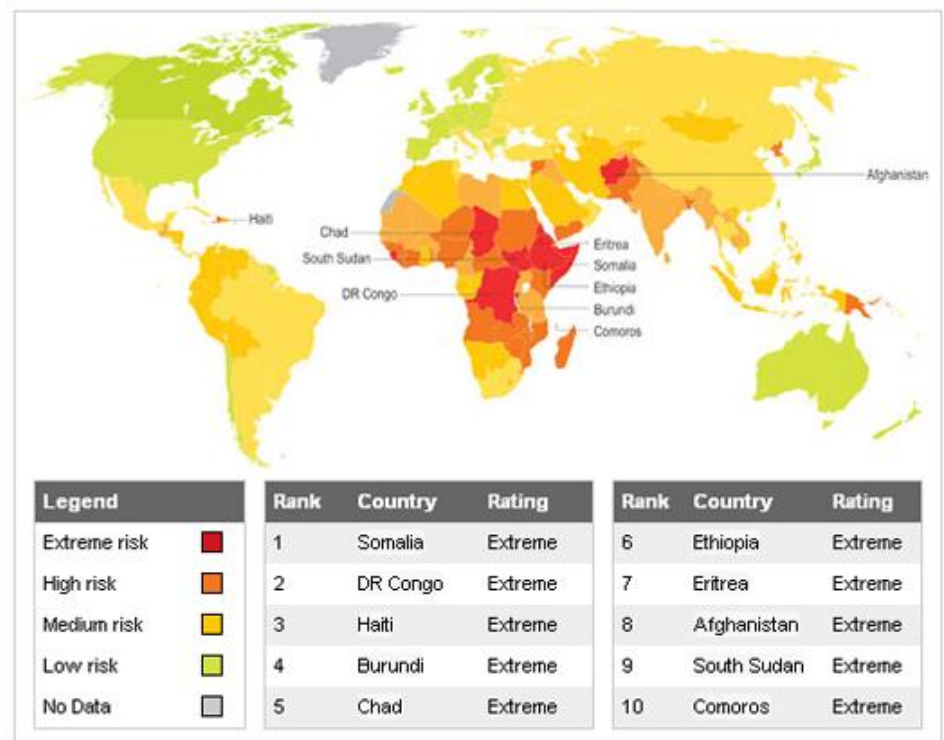 Afghanistan
Haiti
Chad
Eritrea
South Sudan
Somalia
Ethiopia
DR Congo
Burundi
Comoros
Legend
Extreme risk
High risk
Medium risk
Low risk
No Data
Rank Country Rating
1 Somalia Extreme
2 DR Congo Extreme
3 Haiti Extreme
4 Burundi Extreme
5 Chad Extreme
Rank Country Rating
6 Ethiopia Extreme
7 Eritrea Extreme
8 Afghanistan Extreme
9 South Sudan Extreme
10 Comoros Extreme